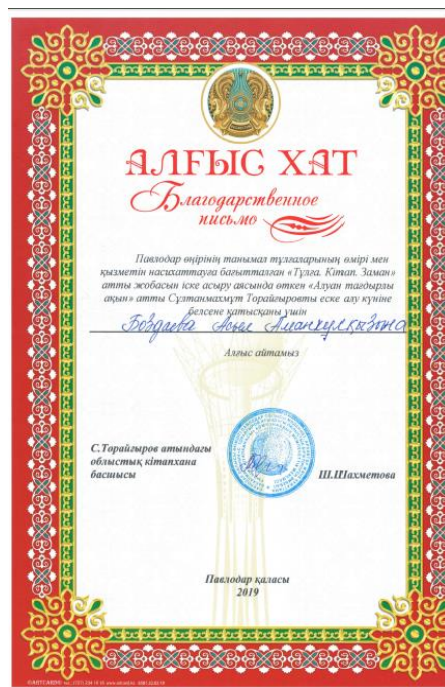 АЛҒЫС ХАТ
Благодарственное
письмо
Павлодар өңірінің танымал тұлғаларының өмірі мен
қызметін насихаттауға бағытталған «Тұлға. Кітап. Заман»
атты жобасын іске асыру аясында өткен «Алуан тағдырлы
ақын» атты Сұлтанмахмұт Торайғыровты еске алу күніне
белсене қатысқаны үшін
Асыл Аманкулқызына
Алғыс айтамыз
С.Торайғыров атындағы
облыстық кітапхана
басшысы
Ш.Шахметова
Павлодар қаласы
2019